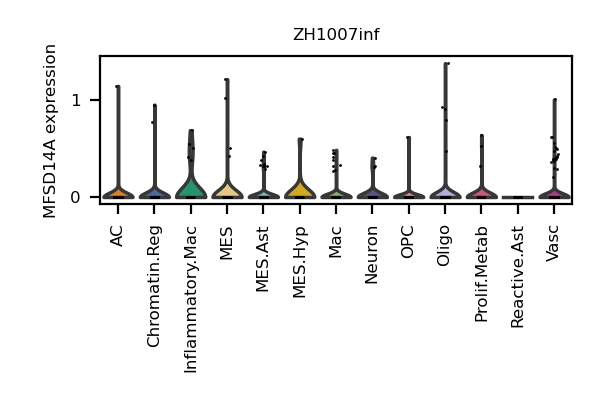 ZH1007inf
MFSD14A expression
1
0
AC
Chromatin.Reg
Inflammatory.Mac
MES
MES.Ast
MES.Hyp
Mac
Neuron
OPC
Oligo
Prolif.Metab
Reactive.Ast
Vasc